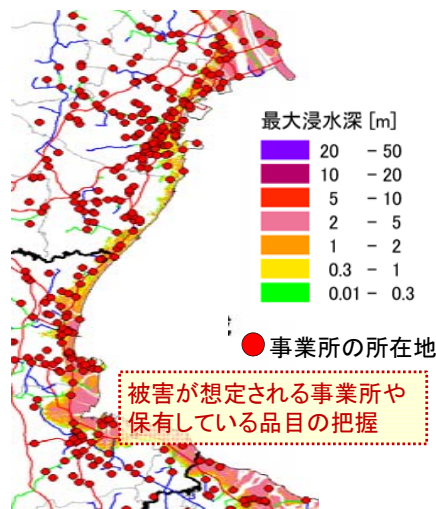 最大浸水深 [m]
20 － 50
10 － 20
5 － 10
2 － 5
1 － 2
0.3 － 1
0.01 － 0.3
事業所の所在地
被害が想定される事業所や
保有している品目の把握